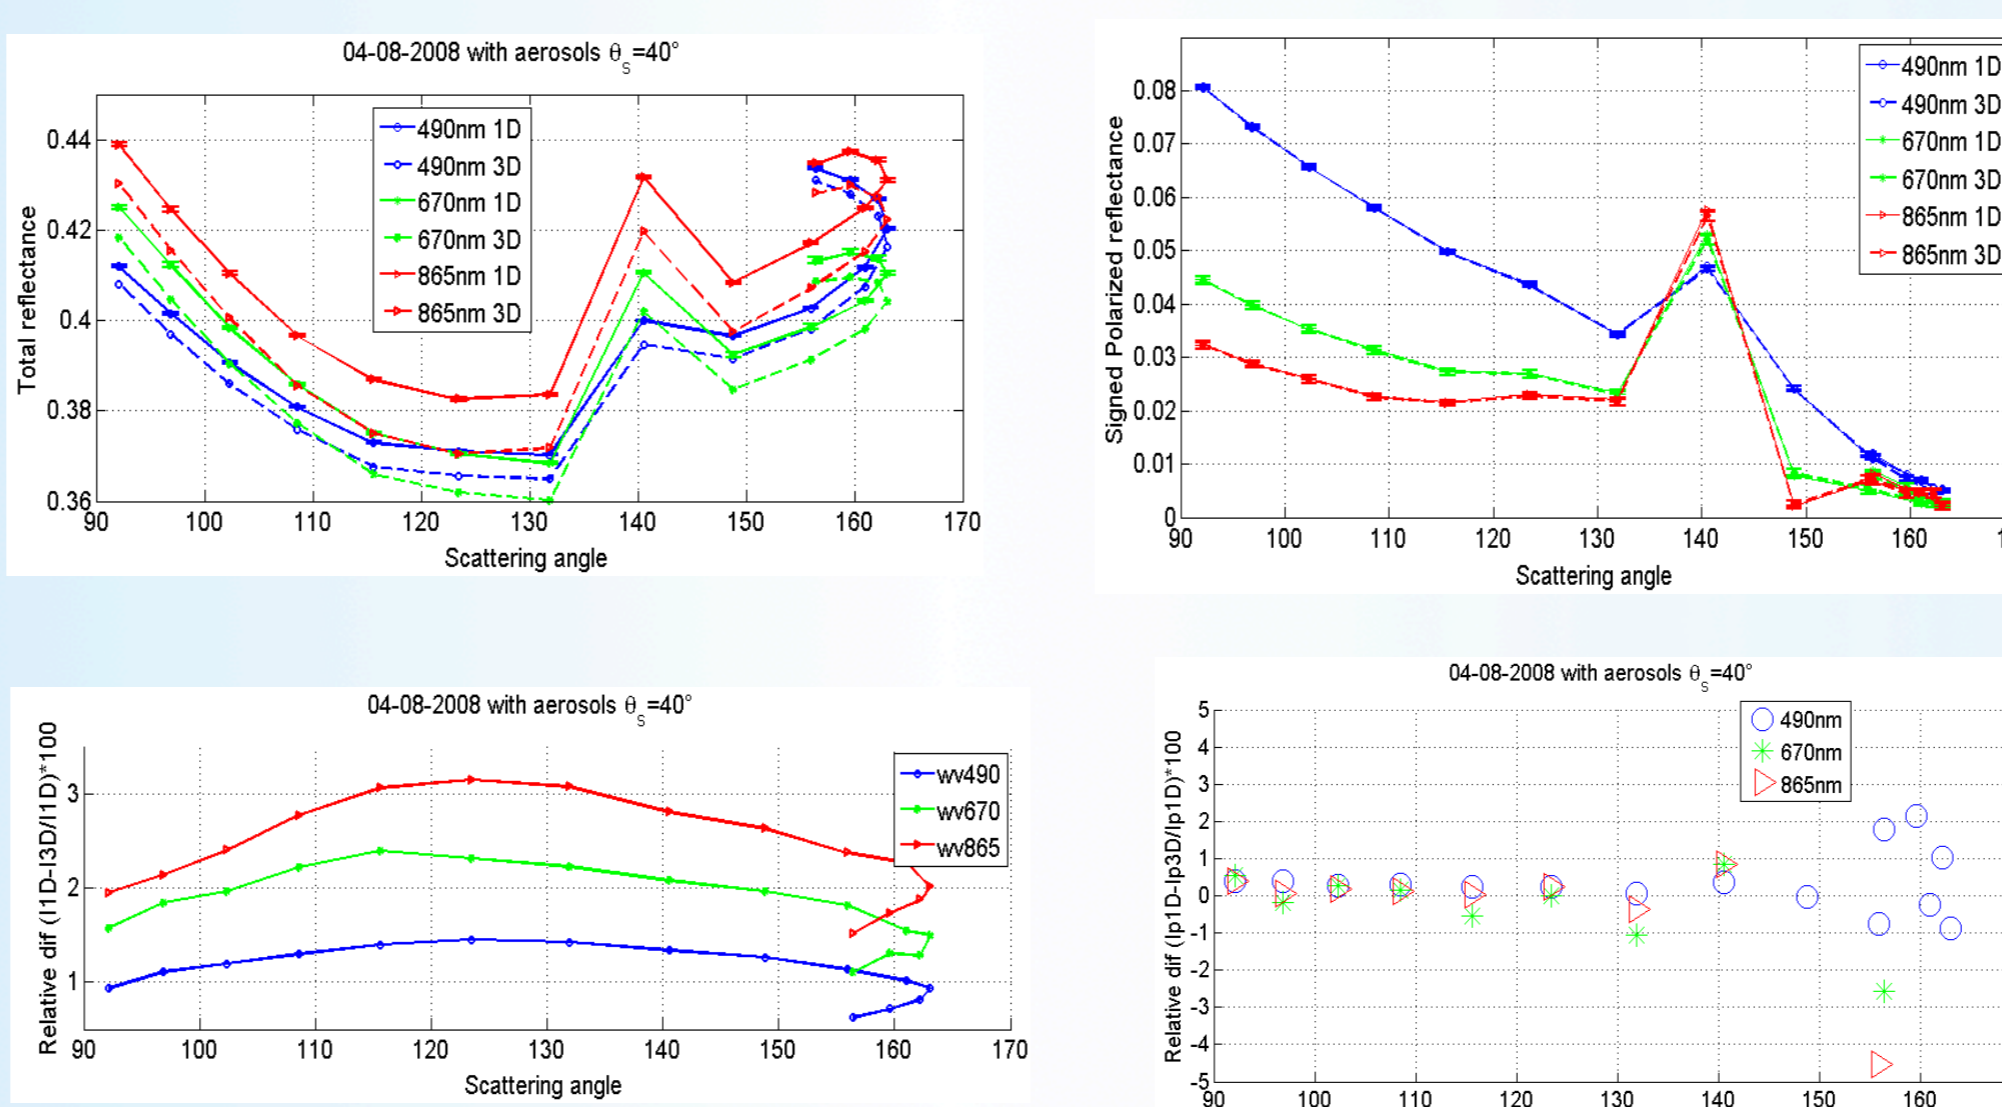 04-08-2008 with aerosols θs=40°
Total reflectance
0.44
0.42
0.4
0.38
0.36
490nm 1D
490nm 3D
670nm 1D
670nm 3D
865nm 1D
865nm 3D
90 100 110 120 130 140 150 160 170
Scattering angle
Signed Polarized reflectance
0.08
0.07
0.06
0.05
0.04
0.03
0.02
0.01
0
490nm 1D
490nm 3D
670nm 1D
670nm 3D
865nm 1D
865nm 3D
90 100 110 120 130 140 150 160 1
Scattering angle
04-08-2008 with aerosols θs=40°
Relative dif (I1D-I3D/I1D)*100
3
2
1
wv490
wv670
wv865
90 100 110 120 130 140 150 160 170
Scattering angle
04-08-2008 with aerosols θs=40°
Relative dif (Ip1D-Ip3D/Ip1D)*100
5
4
3
2
1
0
-1
-2
-3
-4
-5
490nm
670nm
865nm
90 100 110 120 130 140 150 160